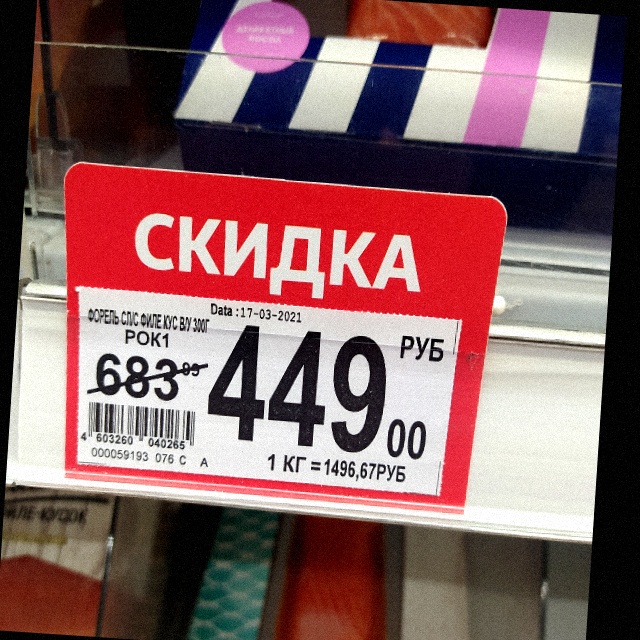 СКИДКА
Data :17-03-2021
ФОРЕЛЬ СЛ/С ФИЛЕ КУС В/У 300Г
РОК1
683
449 00
РУБ
4 603260 040265
000059193 076 С А
1 КГ =1496,67РУБ